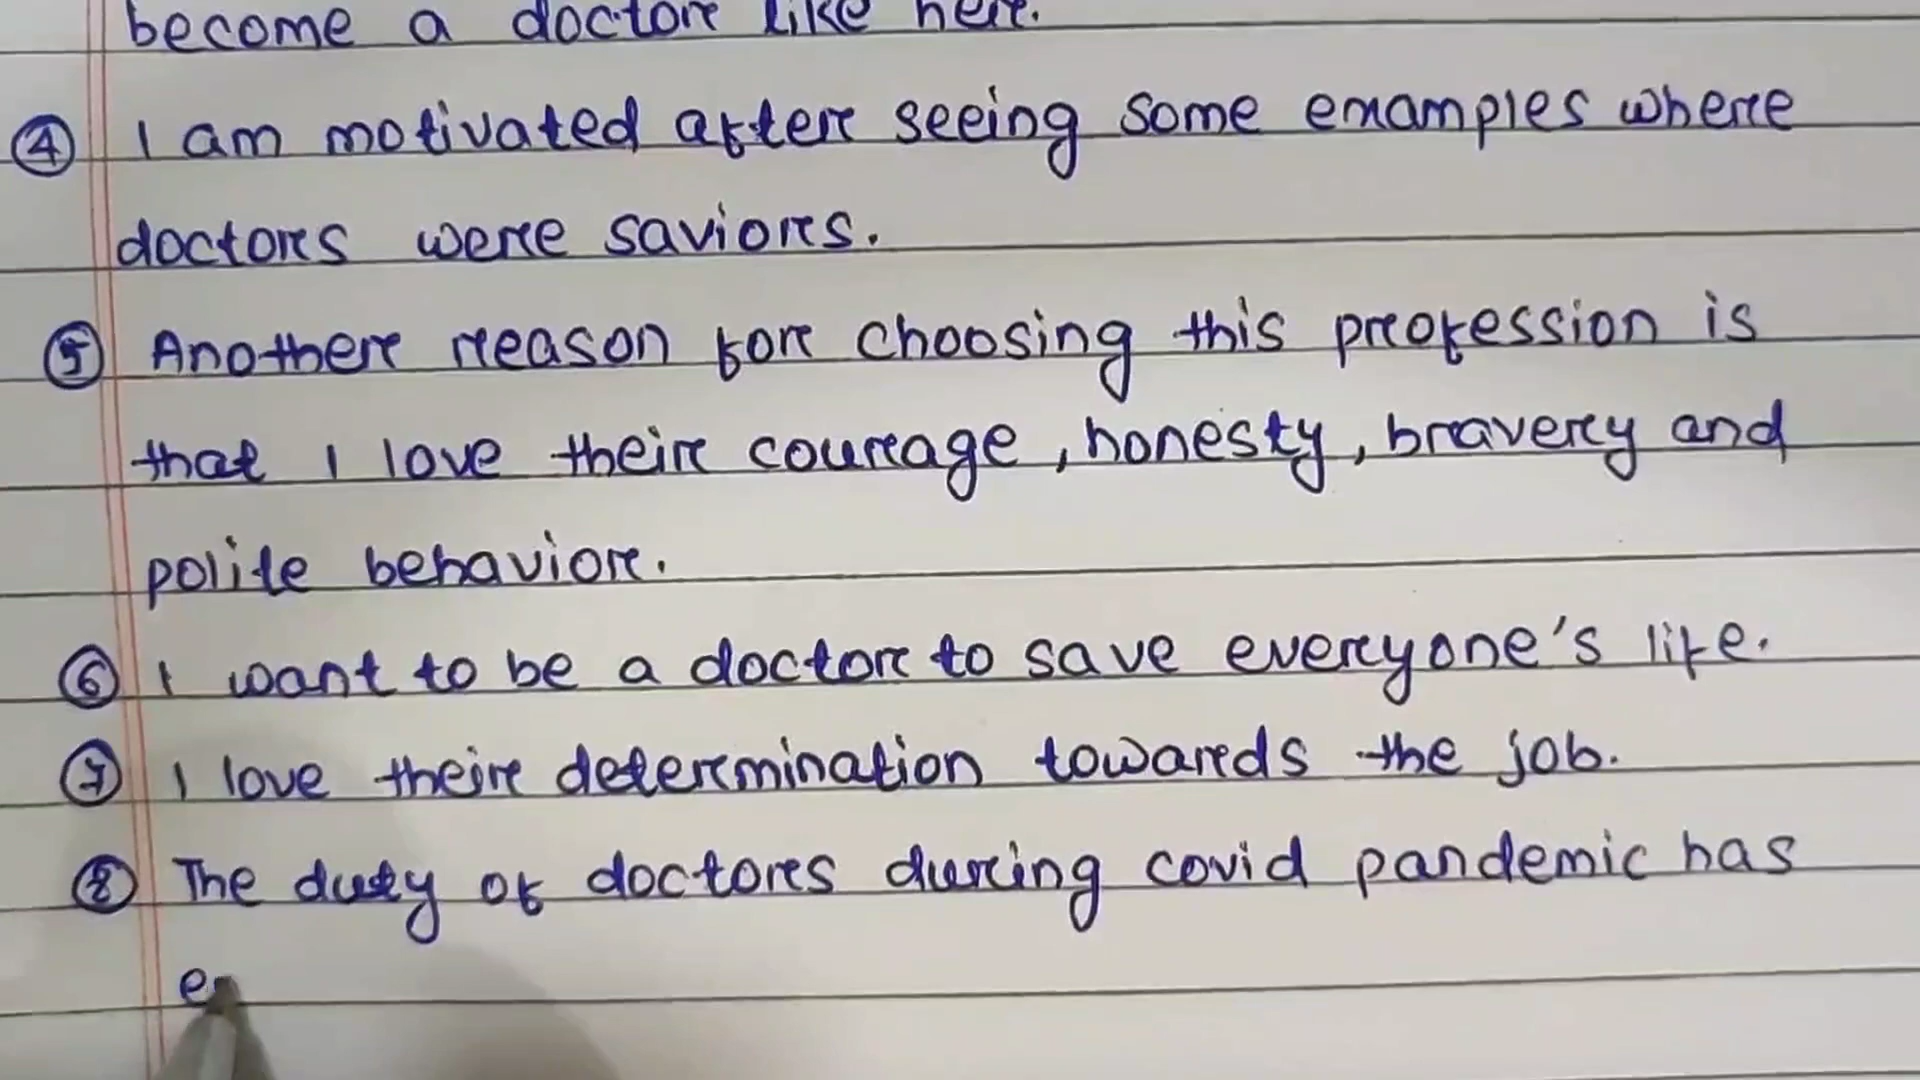 become a doctor like her.
④ I am motivated after seeing some examples where
doctors were saviors.
⑤ Another reason for choosing this profession is
that I love their courage, honesty, bravery and
polite behavior.
⑥ I want to be a doctor to save everyone's life.
⑦ I love their determination towards the job.
⑧ The duty of doctors during covid pandemic has